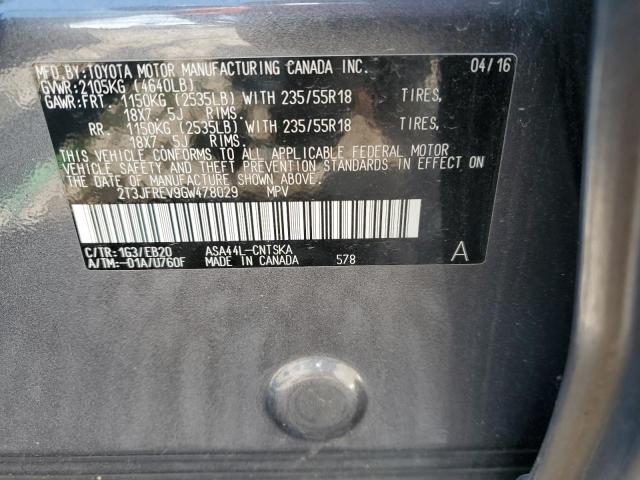 MFD.BY:TOYOTA MOTOR MANUFACTURING CANADA INC. 04/16
GVWR:2105KG (4640LB)
GAWR:FRT. 1150KG (2535LB) WITH 235/55R18 TIRES,
18X7.5J RIMS.
RR. 1150KG (2535LB) WITH 235/55R18 TIRES,
18X7.5J RIMS.
THIS VEHICLE CONFORMS TO ALL APPLICABLE FEDERAL MOTOR
VEHICLE SAFETY AND THEFT PREVENTION STANDARDS IN EFFECT ON
THE DATE OF MANUFACTURE SHOWN ABOVE.
2T3JFREV9GW478029 MPV
C/TR:1G3/EB20 ASA44L-CNTSKA
A/TM:-01A/U760F MADE IN CANADA 578 A